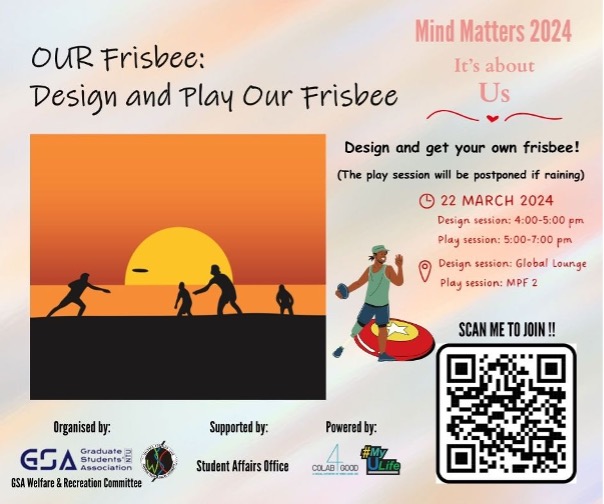 Mind Matters 2024
It's about
Us
OUR Frisbee:
Design and Play Our Frisbee
Design and get your own frisbee!
(The play session will be postponed if raining)
22 MARCH 2024
Design session: 4:00-5:00 pm
Play session: 5:00-7:00 pm
Design session: Global Lounge
Play session: MPF 2
SCAN ME TO JOIN !!
Organised by:
GSA Graduate Students' Association NTU
GSA Welfare & Recreation Committee
Supported by:
Student Affairs Office
Powered by:
COLAB4GOOD
#My
ULife